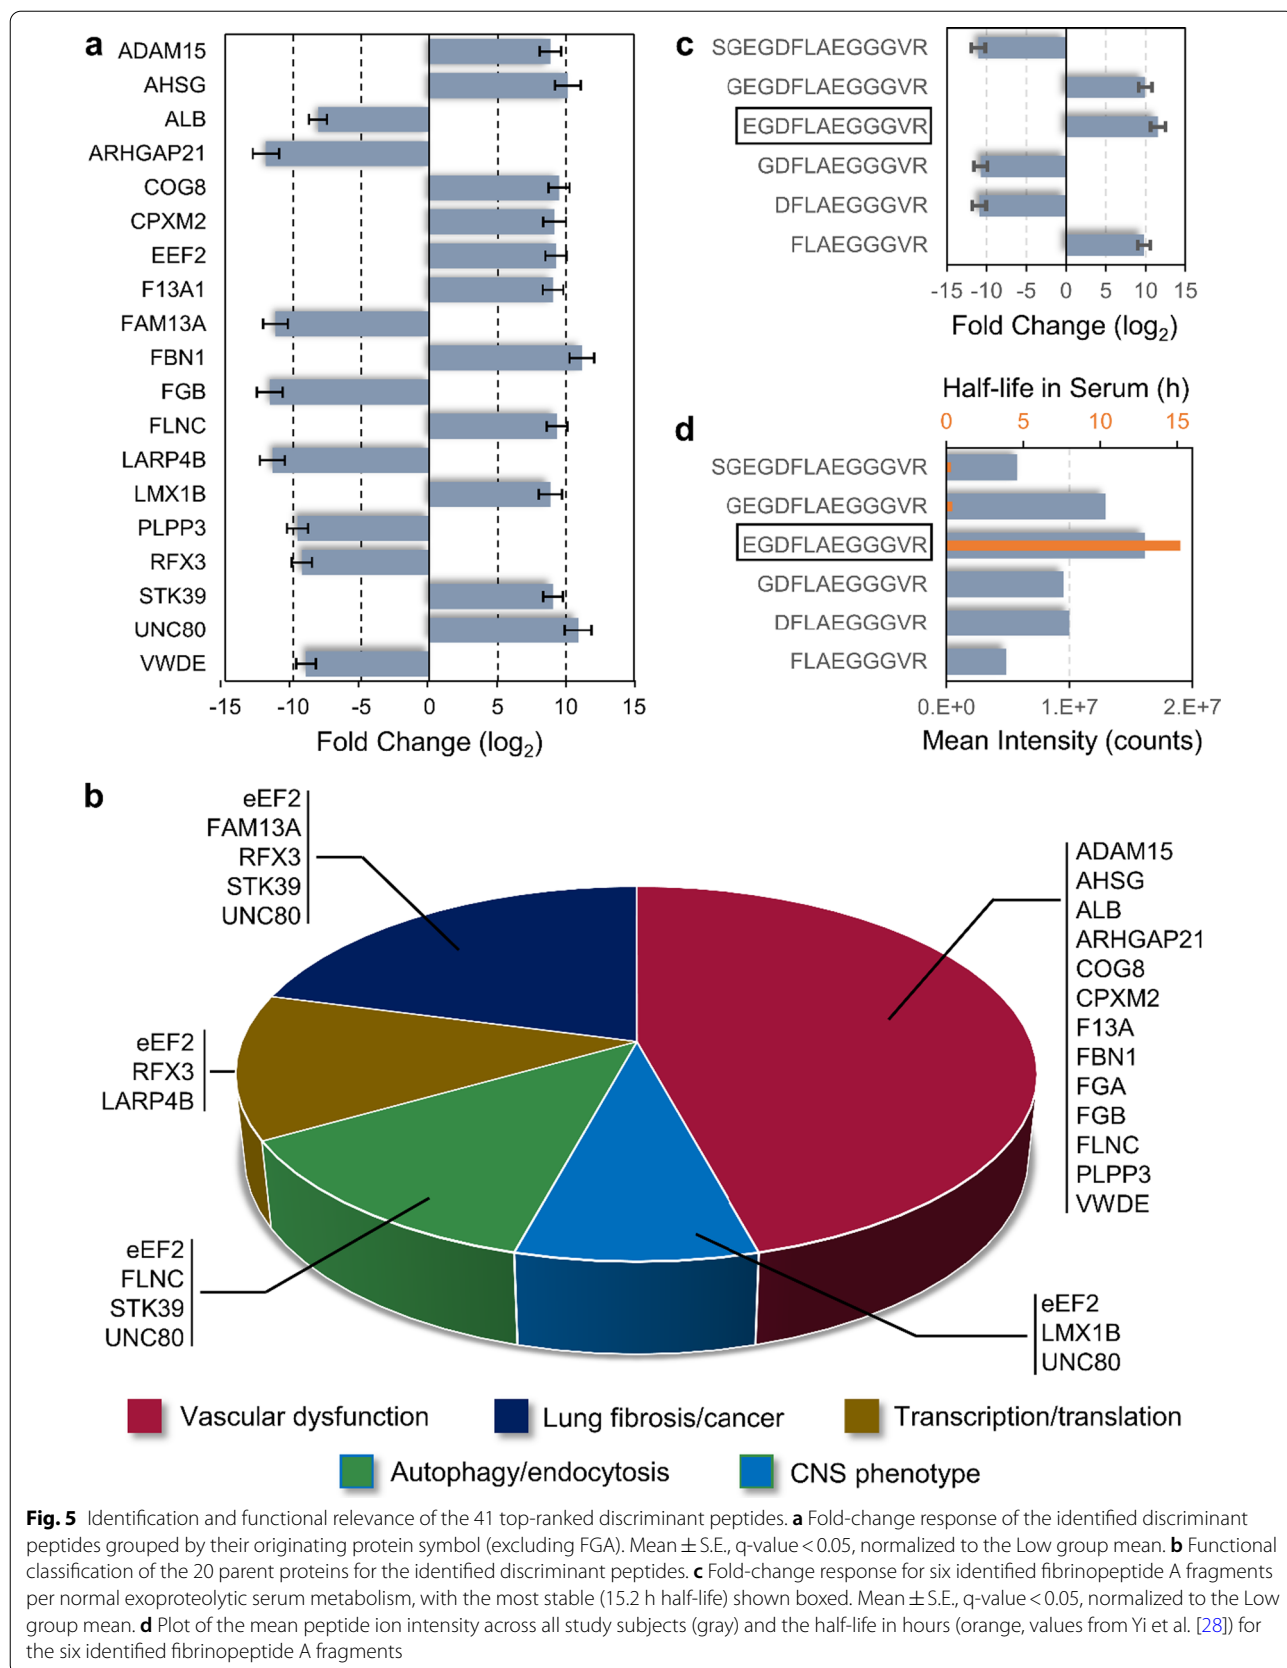 a
ADAM15
AHSG
ALB
ARHGAP21
COG8
CPXM2
EEF2
F13A1
FAM13A
FBN1
FGB
FLNC
LARP4B
LMX1B
PLPP3
RFX3
STK39
UNC80
VWDE
-15 -10 -5 0 5 10 15
Fold Change (log2)
c
SGEGDFLAEGGGVR
GEGDFLAEGGGVR
EGDFLAEGGGVR
GDFLAEGGGVR
DFLAEGGGVR
FLAEGGGVR
-15 -10 -5 0 5 10 15
Fold Change (log2)
d
Half-life in Serum (h)
0 5 10 15
SGEGDFLAEGGGVR
GEGDFLAEGGGVR
EGDFLAEGGGVR
GDFLAEGGGVR
DFLAEGGGVR
FLAEGGGVR
0.E+0 1.E+7 2.E+7
Mean Intensity (counts)
b
eEF2
FAM13A
RFX3
STK39
UNC80
eEF2
RFX3
LARP4B
eEF2
FLNC
STK39
UNC80
ADAM15
AHSG
ALB
ARHGAP21
COG8
CPXM2
F13A
FBN1
FGA
FGB
FLNC
PLPP3
VWDE
eEF2
LMX1B
UNC80
Vascular dysfunction
Lung fibrosis/cancer
Transcription/translation
Autophagy/endocytosis
CNS phenotype
Fig. 5 Identification and functional relevance of the 41 top-ranked discriminant peptides. a Fold-change response of the identified discriminant
peptides grouped by their originating protein symbol (excluding FGA). Mean ± S.E., q-value < 0.05, normalized to the Low group mean. b Functional
classification of the 20 parent proteins for the identified discriminant peptides. c Fold-change response for six identified fibrinopeptide A fragments
per normal exoproteolytic serum metabolism, with the most stable (15.2 h half-life) shown boxed. Mean ± S.E., q-value < 0.05, normalized to the Low
group mean. d Plot of the mean peptide ion intensity across all study subjects (gray) and the half-life in hours (orange, values from Yi et al. [28]) for
the six identified fibrinopeptide A fragments